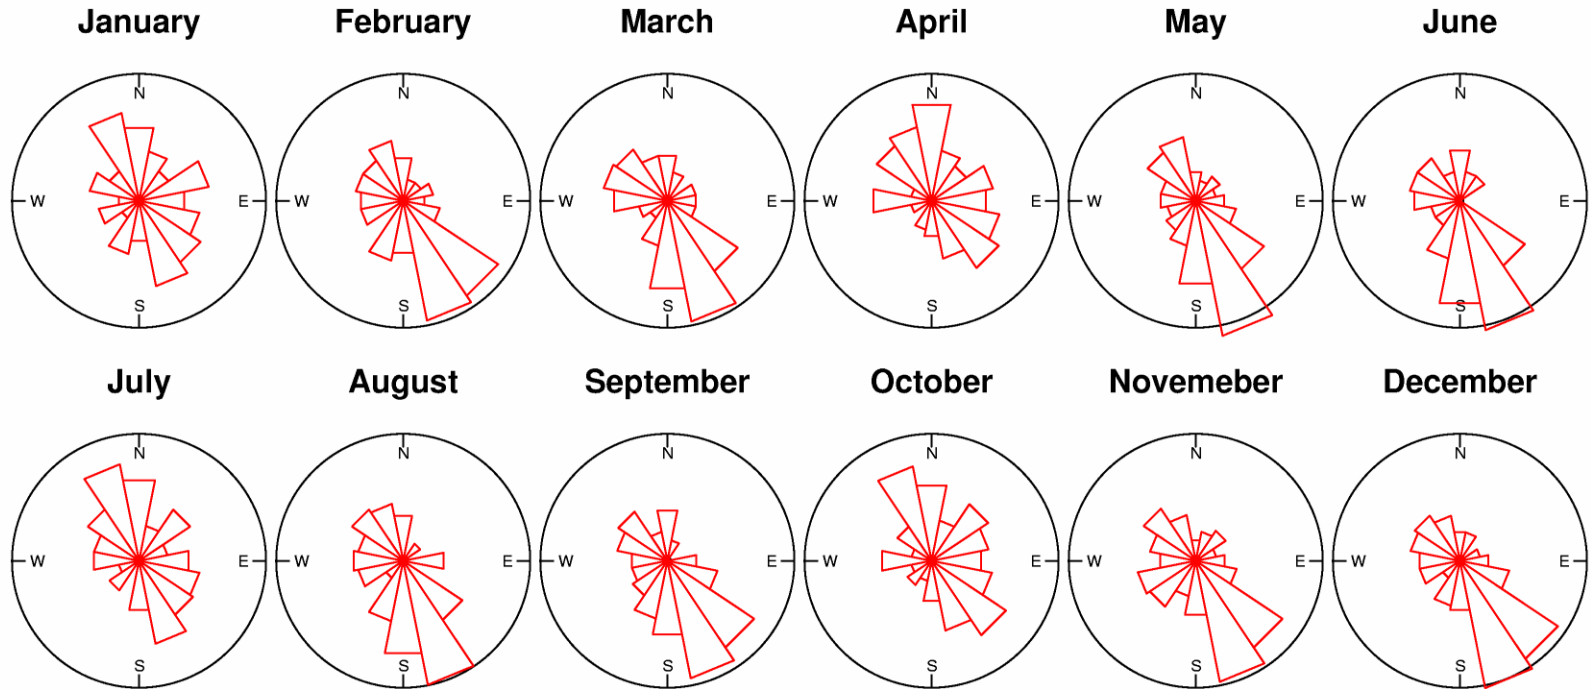 January February March April May June
N N N N N N
W E W E W E W E W E W E
S S S S S S
July August September October Novemeber December
N N N N N N
W E W E W E W E W E W E
S S S S S S